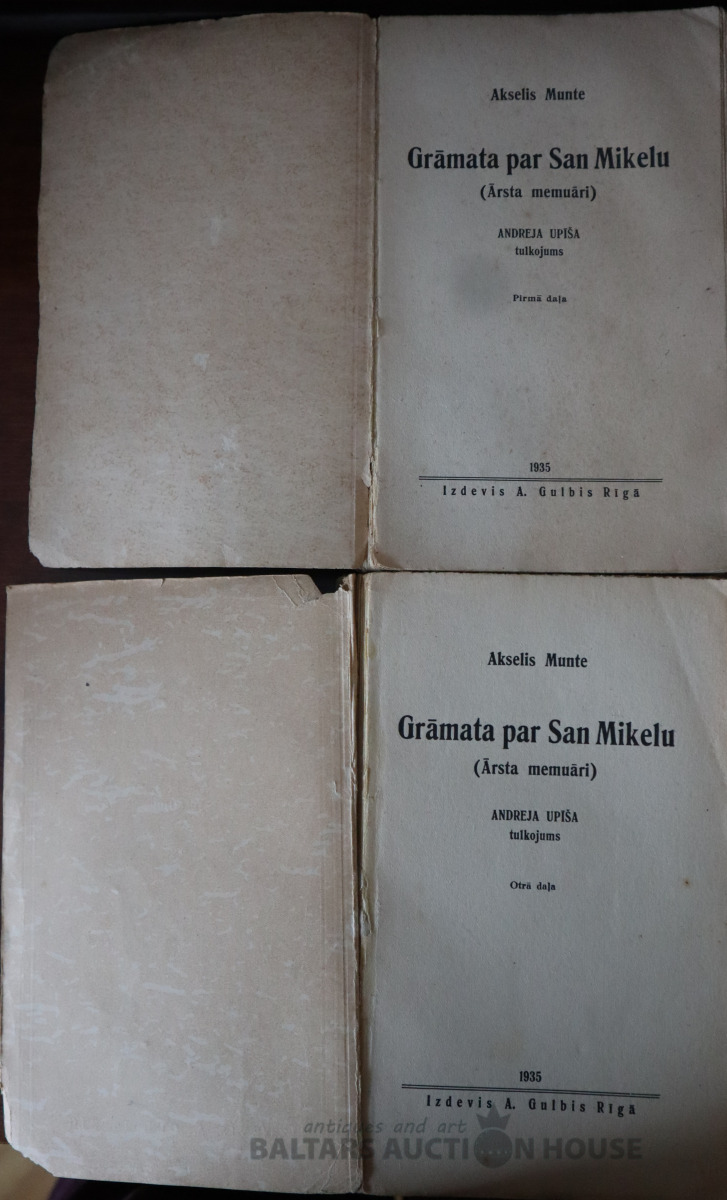 Akselis Munte
Grāmata par San Mikelu
(Ārsta memuāri)
ANDREJA UPĪŠA
tulkojums
Pirmā daļa
1935
Izdevis A. Gulbis Rīgā
Akselis Munte
Grāmata par San Mikelu
(Ārsta memuāri)
ANDREJA UPĪŠA
tulkojums
Otrā daļa
1935
Izdevis A. Gulbis Rīgā
antiques and art
BALTARS AUCTION HOUSE